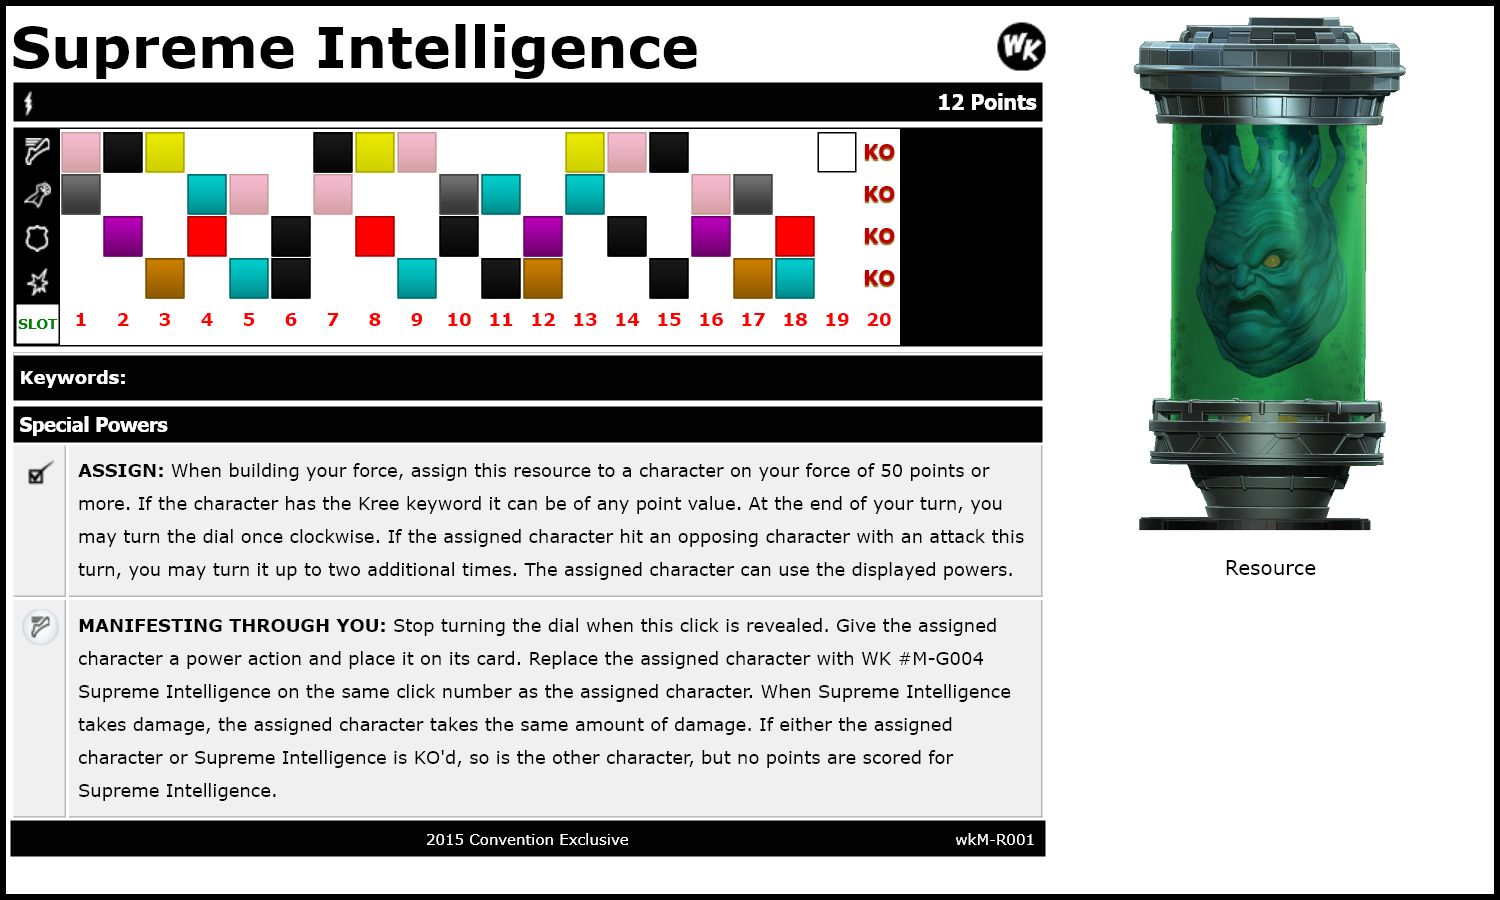 Supreme Intelligence
WK
12 Points
KO
KO
KO
KO
SLOT 1 2 3 4 5 6 7 8 9 10 11 12 13 14 15 16 17 18 19 20
Keywords:
Special Powers
ASSIGN: When building your force, assign this resource to a character on your force of 50 points or
more. If the character has the Kree keyword it can be of any point value. At the end of your turn, you
may turn the dial once clockwise. If the assigned character hit an opposing character with an attack this
turn, you may turn it up to two additional times. The assigned character can use the displayed powers.
MANIFESTING THROUGH YOU: Stop turning the dial when this click is revealed. Give the assigned
character a power action and place it on its card. Replace the assigned character with WK #M-G004
Supreme Intelligence on the same click number as the assigned character. When Supreme Intelligence
takes damage, the assigned character takes the same amount of damage. If either the assigned
character or Supreme Intelligence is KO'd, so is the other character, but no points are scored for
Supreme Intelligence.
2015 Convention Exclusive
wkM-R001
Resource